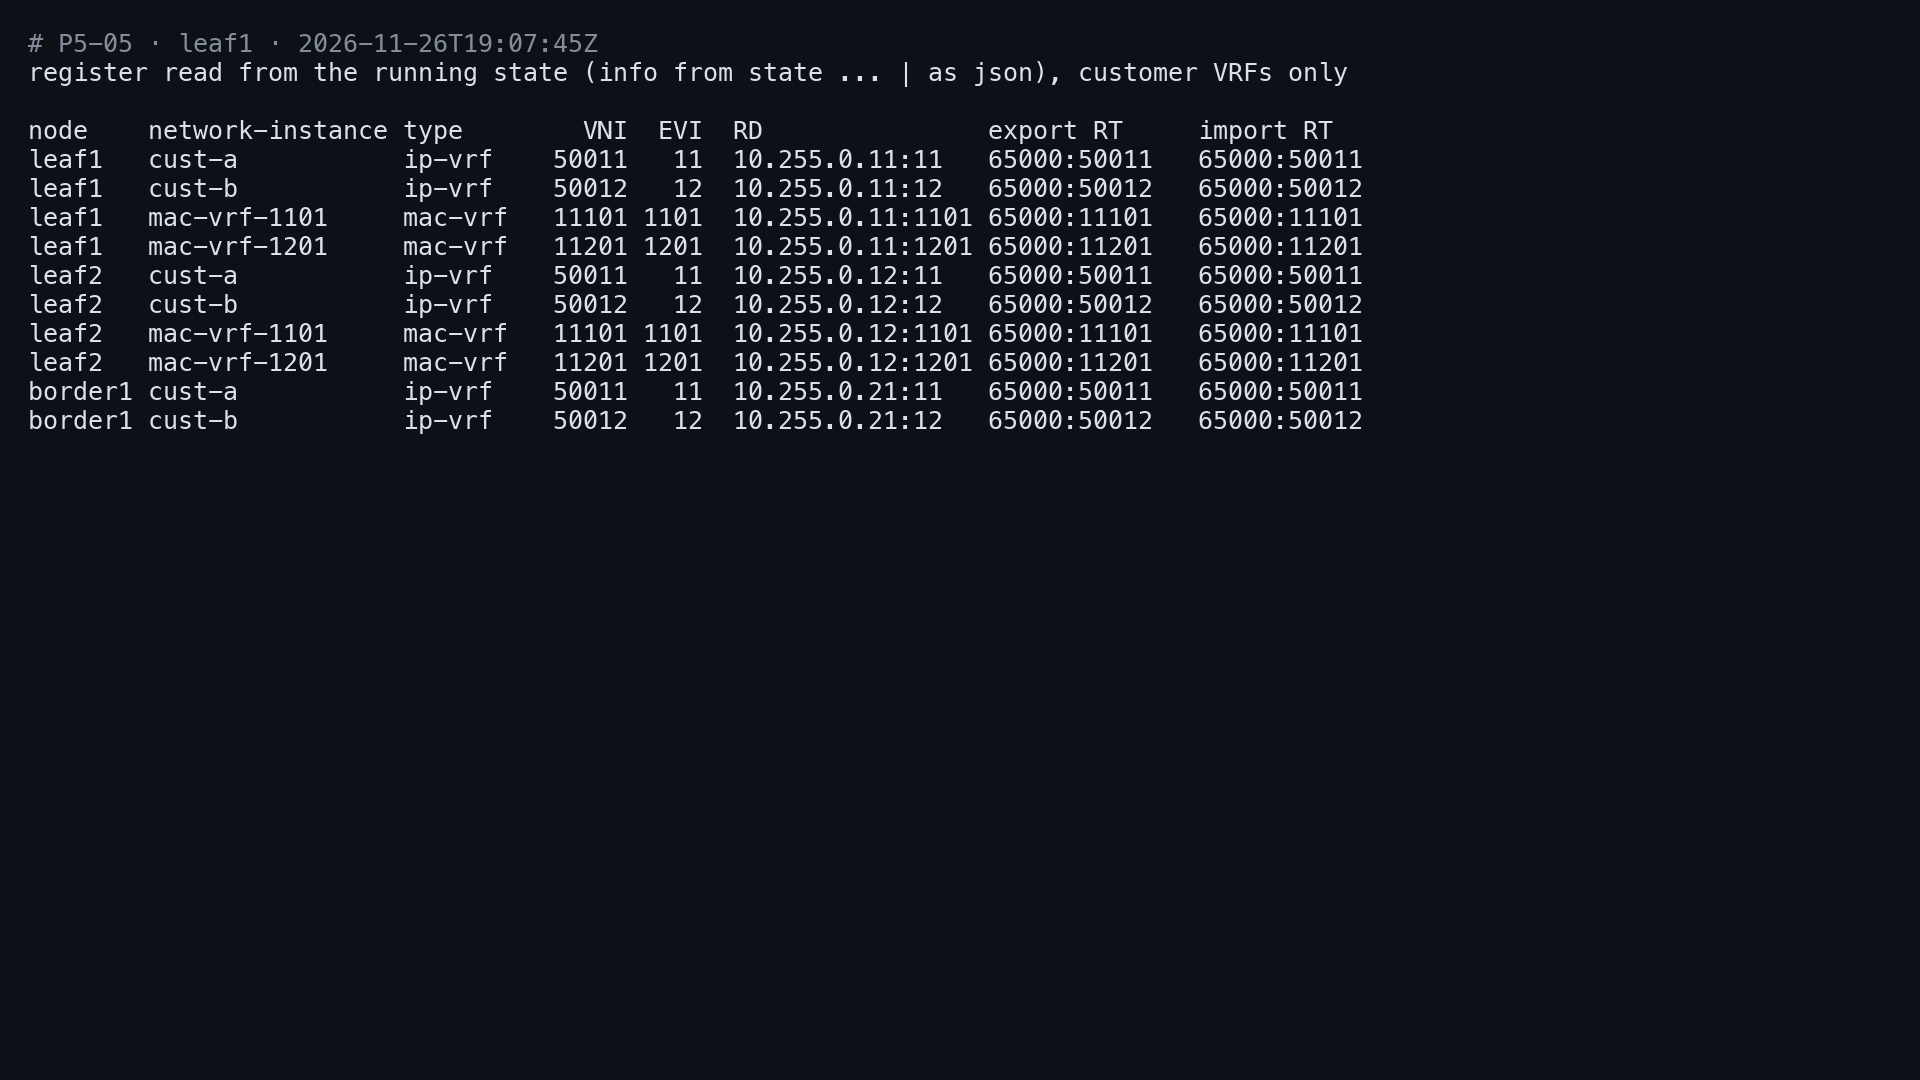 # P5-05 · leaf1 · 2026-11-26T19:07:45Z
register read from the running state (info from state ... | as json), customer VRFs only
node    network-instance type        VNI  EVI  RD               export RT     import RT
leaf1   cust-a           ip-vrf    50011   11  10.255.0.11:11   65000:50011   65000:50011
leaf1   cust-b           ip-vrf    50012   12  10.255.0.11:12   65000:50012   65000:50012
leaf1   mac-vrf-1101     mac-vrf   11101 1101  10.255.0.11:1101 65000:11101   65000:11101
leaf1   mac-vrf-1201     mac-vrf   11201 1201  10.255.0.11:1201 65000:11201   65000:11201
leaf2   cust-a           ip-vrf    50011   11  10.255.0.12:11   65000:50011   65000:50011
leaf2   cust-b           ip-vrf    50012   12  10.255.0.12:12   65000:50012   65000:50012
leaf2   mac-vrf-1101     mac-vrf   11101 1101  10.255.0.12:1101 65000:11101   65000:11101
leaf2   mac-vrf-1201     mac-vrf   11201 1201  10.255.0.12:1201 65000:11201   65000:11201
border1 cust-a           ip-vrf    50011   11  10.255.0.21:11   65000:50011   65000:50011
border1 cust-b           ip-vrf    50012   12  10.255.0.21:12   65000:50012   65000:50012